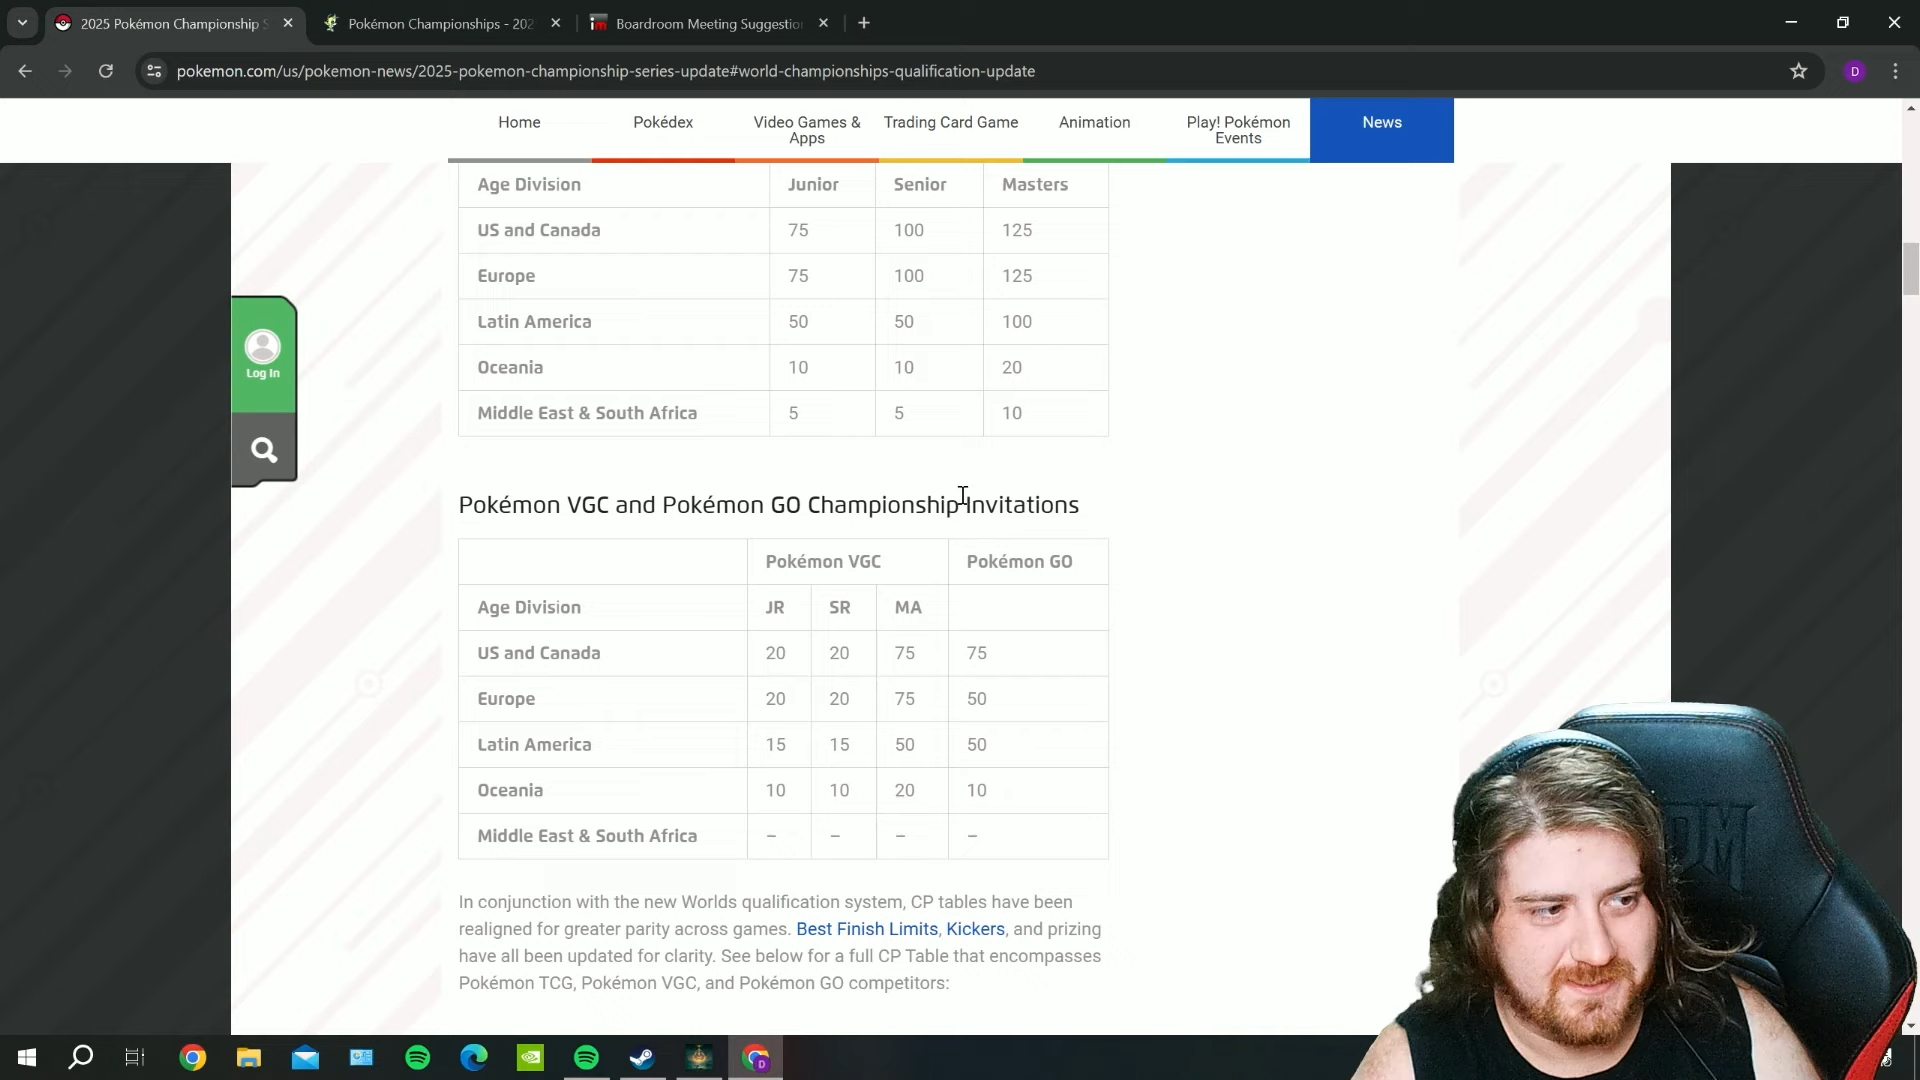 2025 Pokémon Championship S
Pokémon Championships - 202
Boardroom Meeting Suggestion
pokemon.com/us/pokemon-news/2025-pokemon-championship-series-update#world-championships-qualification-update
D
Home
Pokédex
Video Games & Apps
Trading Card Game
Animation
Play! Pokémon Events
News
Log In
Age Division Junior Senior Masters
US and Canada 75 100 125
Europe 75 100 125
Latin America 50 50 100
Oceania 10 10 20
Middle East & South Africa 5 5 10
Pokémon VGC and Pokémon GO Championship Invitations
Pokémon VGC Pokémon GO
Age Division JR SR MA
US and Canada 20 20 75 75
Europe 20 20 75 50
Latin America 15 15 50 50
Oceania 10 10 20 10
Middle East & South Africa – – – –
In conjunction with the new Worlds qualification system, CP tables have been
realigned for greater parity across games. Best Finish Limits, Kickers, and prizing
have all been updated for clarity. See below for a full CP Table that encompasses
Pokémon TCG, Pokémon VGC, and Pokémon GO competitors: